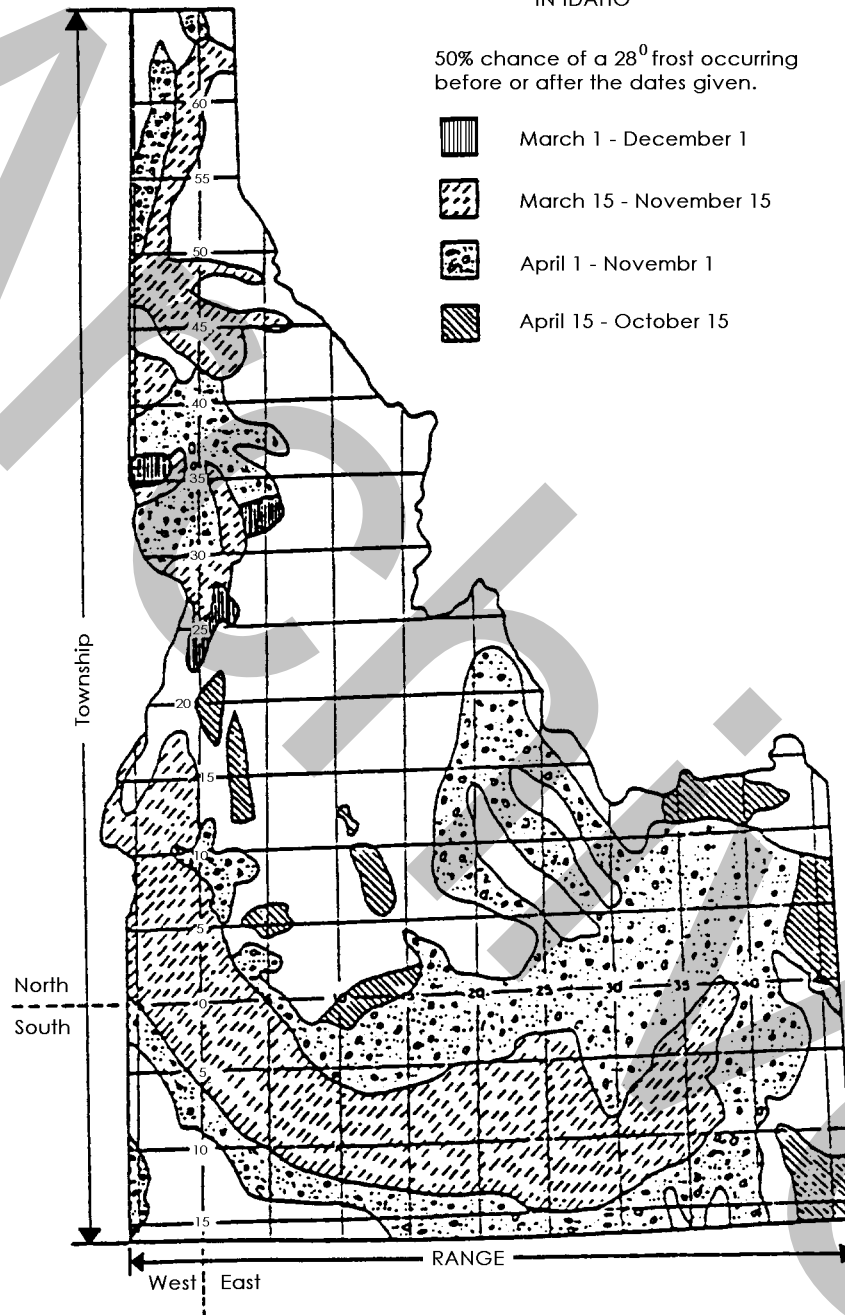 IN IDAHO
50% chance of a 28⁰ frost occurring
before or after the dates given.
March 1 - December 1
March 15 - November 15
April 1 - Novembr 1
April 15 - October 15
60
55
50
45
40
35
30
25
20
15
10
5
0
5
10
15
20
25
30
35
40
Township
North
South
RANGE
West East